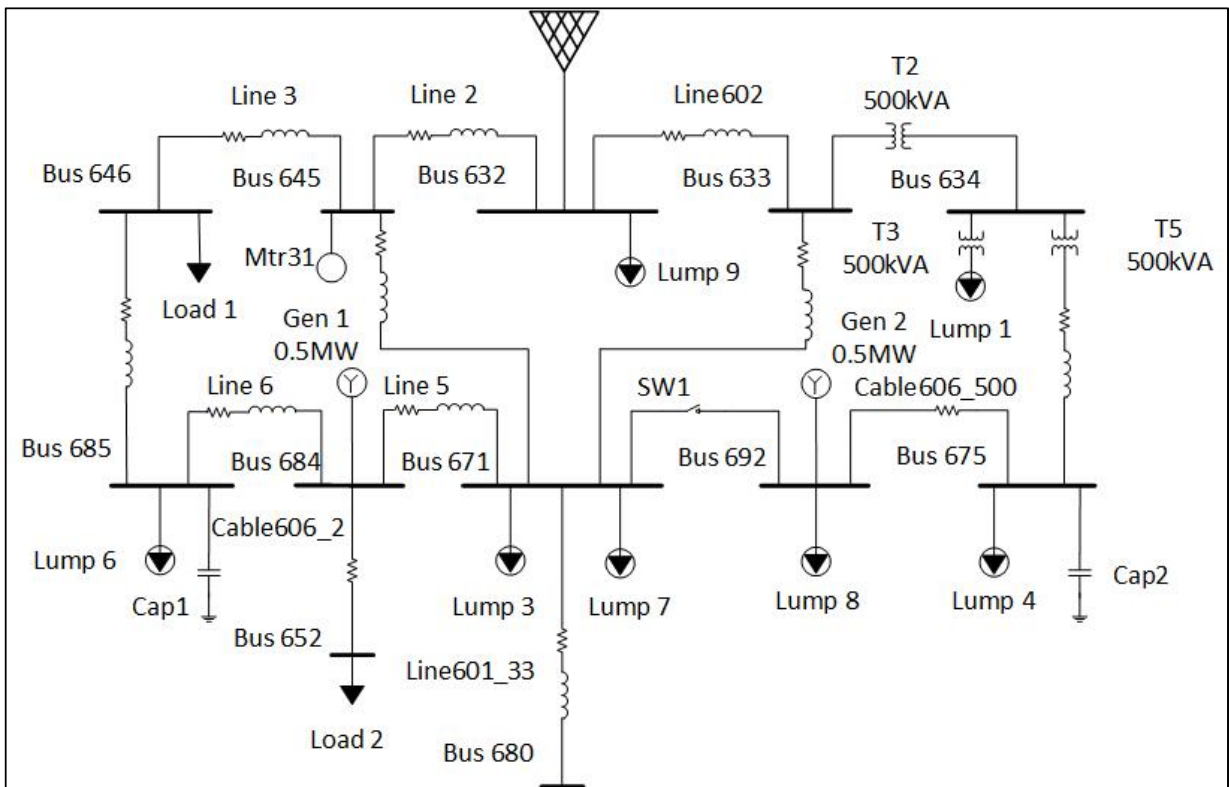 T2
500kVA
Line 3
Line 2
Line602
Bus 646
Bus 645
Bus 632
Bus 633
Bus 634
T3
500kVA
T5
500kVA
Mtr31
Lump 9
Load 1
Gen 1
0.5MW
Gen 2
0.5MW
Lump 1
Line 6
Line 5
SW1
Cable606_500
Bus 685
Bus 684
Bus 671
Bus 692
Bus 675
Cable606_2
Lump 6
Cap1
Lump 3
Lump 7
Lump 8
Lump 4
Cap2
Bus 652
Line601_33
Load 2
Bus 680
Y
Y